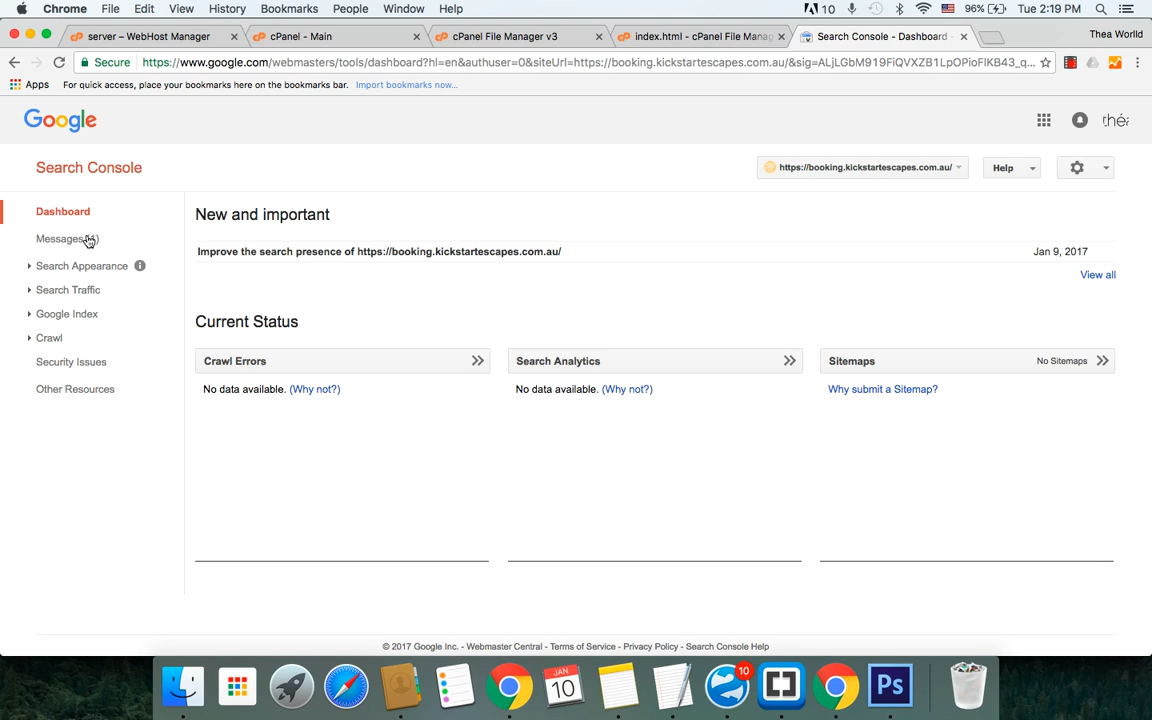 Chrome File Edit View History Bookmarks People Window Help 10 96% Tue 2:19 PM
server – WebHost Manager cPanel - Main cPanel File Manager v3 index.html - cPanel File Manag Search Console - Dashboard - Thea World
Secure https://www.google.com/webmasters/tools/dashboard?hl=en&authuser=0&siteUrl=https://booking.kickstartescapes.com.au/&sig=ALjLGbM919FiQVXZB1LpOPioFlKB43_q...
Apps For quick access, place your bookmarks here on the bookmarks bar. Import bookmarks now...
Google théa
Search Console https://booking.kickstartescapes.com.au/ Help
Dashboard
Messages
Search Appearance
Search Traffic
Google Index
Crawl
Security Issues
Other Resources
New and important
Improve the search presence of https://booking.kickstartescapes.com.au/ Jan 9, 2017
View all
Current Status
Crawl Errors
No data available. (Why not?)
Search Analytics
No data available. (Why not?)
Sitemaps No Sitemaps
Why submit a Sitemap?
© 2017 Google Inc. - Webmaster Central - Terms of Service - Privacy Policy - Search Console Help
JAN
10
10
Ps